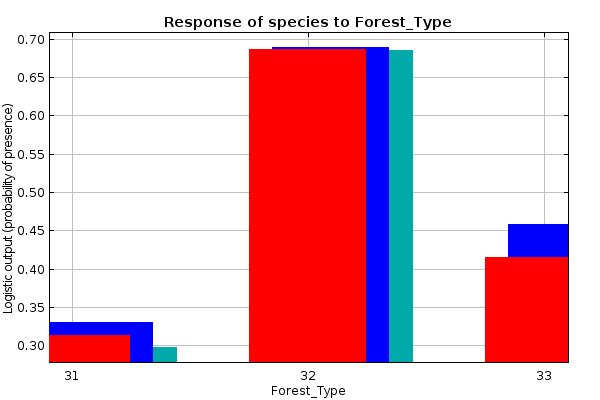 Response of species to Forest_Type
Logistic output (probability of presence)
0.70
0.65
0.60
0.55
0.50
0.45
0.40
0.35
0.30
31 32 33
Forest_Type